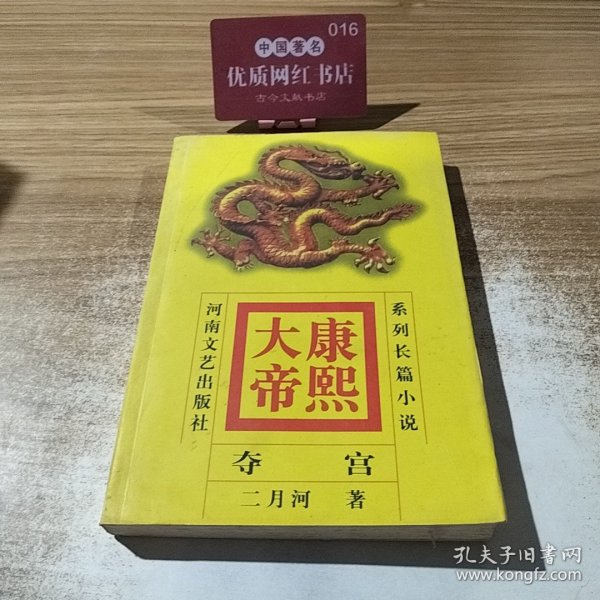 016
中国著名
优质网红书店
古今文献书店
康熙
大帝
系列长篇小说
河南文艺出版社
夺宫
二月河 著
孔夫子旧书网
www.kongfz.com